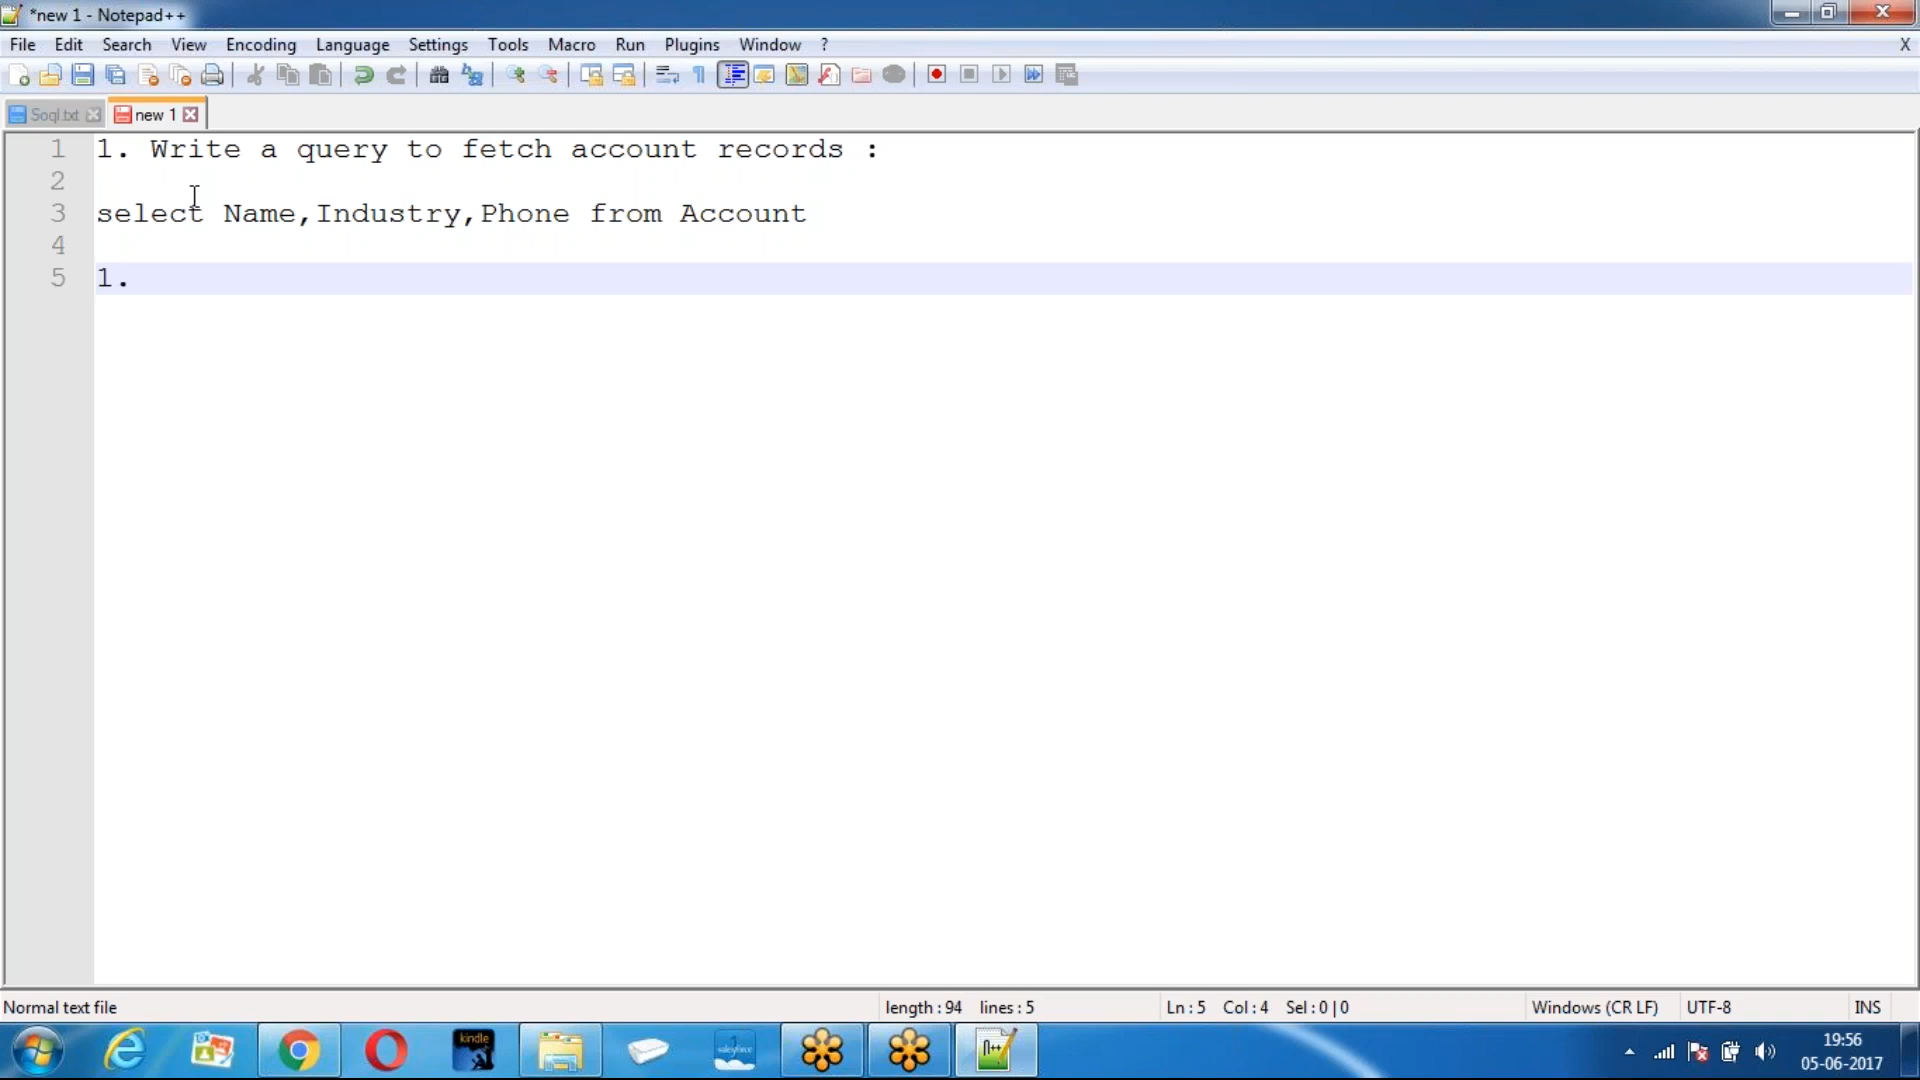 *new 1 - Notepad++
File Edit Search View Encoding Language Settings Tools Macro Run Plugins Window ? X
Soql.txt new 1
1 1. Write a query to fetch account records :
2
3 select Name,Industry,Phone from Account
4
5 1.
Normal text file length : 94 lines : 5 Ln : 5 Col : 4 Sel : 0 | 0 Windows (CR LF) UTF-8 INS
kindle
salesforce
n++
19:56
05-06-2017